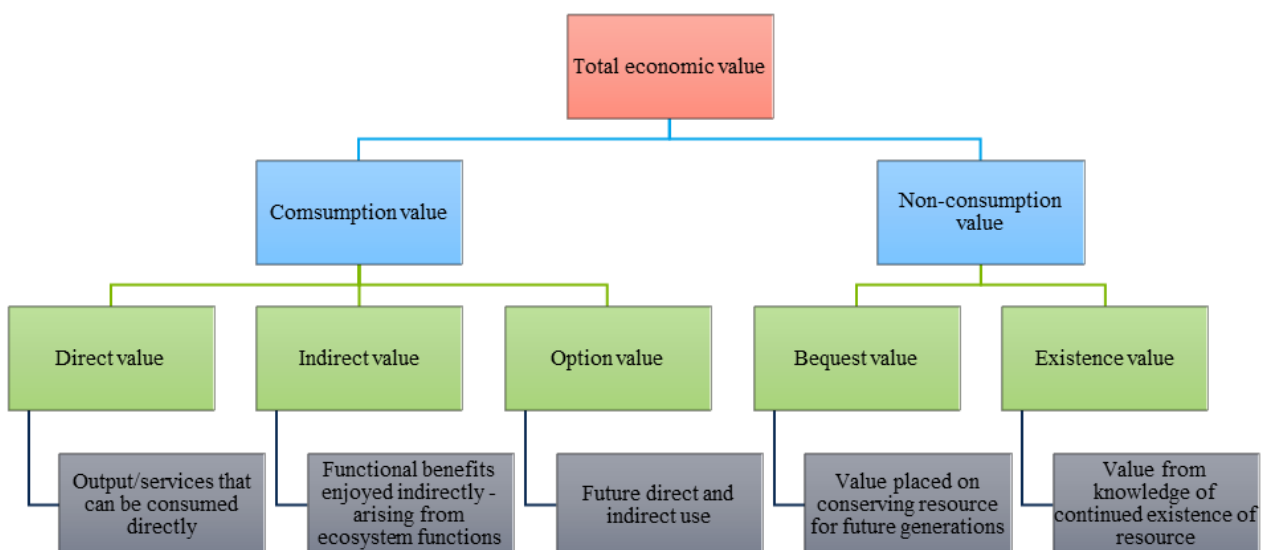 Total economic value
Comsumption value
Non-consumption
value
Direct value
Indirect value
Option value
Bequest value
Existence value
Output/services that
can be consumed
directly
Functional benefits
enjoyed indirectly -
arising from
ecosystem functions
Future direct and
indirect use
Value placed on
conserving resource
for future generations
Value from
knowledge of
continued existence of
resource